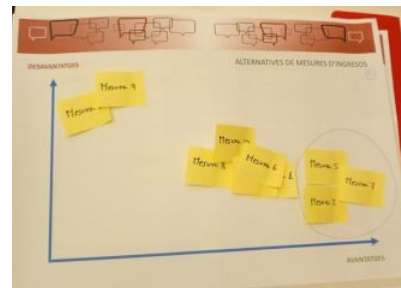 DESAVANTATGES
ALTERNATIVES DE MESURES D'INGRESOS
Mesura 9
Mesura
Mesura
Mesura 8
Mesura 6
Mesura 5
Mesura 7
Mesura 2
AVANTATGES